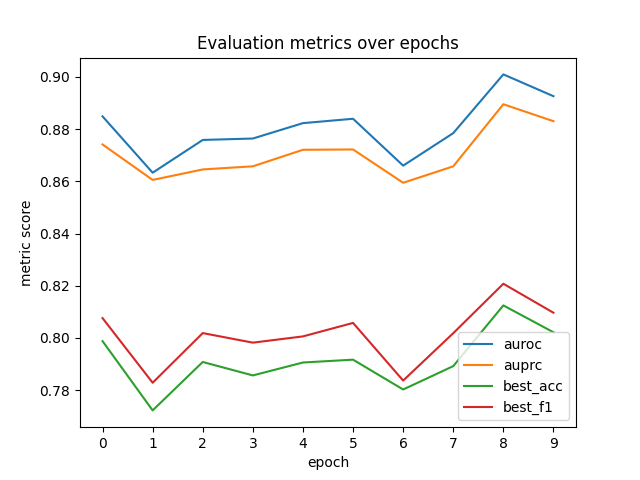 Evaluation metrics over epochs
metric score
0.90
0.88
0.86
0.84
0.82
0.80
0.78
auroc
auprc
best_acc
best_f1
0 1 2 3 4 5 6 7 8 9
epoch